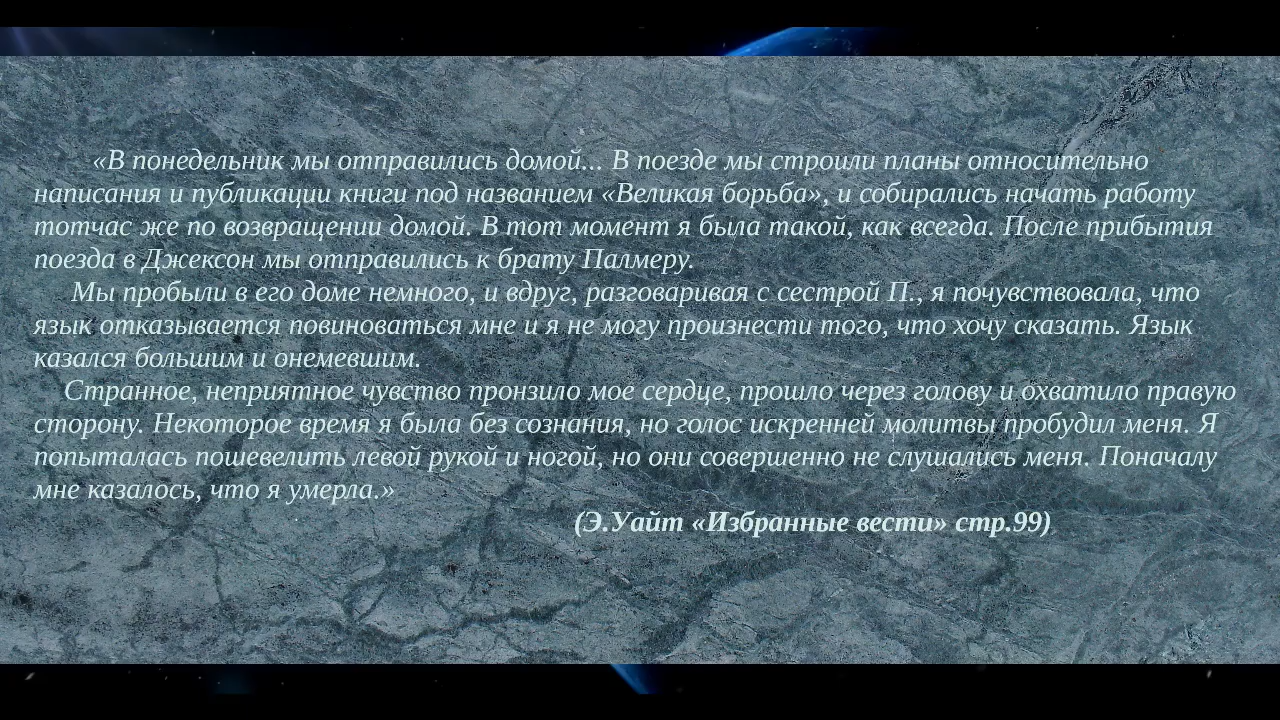 «В понедельник мы отправились домой... В поезде мы строили планы относительно
написания и публикации книги под названием «Великая борьба», и собирались начать работу
тотчас же по возвращении домой. В тот момент я была такой, как всегда. После прибытия
поезда в Джексон мы отправились к брату Палмеру.
Мы пробыли в его доме немного, и вдруг, разговаривая с сестрой П., я почувствовала, что
язык отказывается повиноваться мне и я не могу произнести того, что хочу сказать. Язык
казался большим и онемевшим.
Странное, неприятное чувство пронзило мое сердце, прошло через голову и охватило правую
сторону. Некоторое время я была без сознания, но голос искренней молитвы пробудил меня. Я
попыталась пошевелить левой рукой и ногой, но они совершенно не слушались меня. Поначалу
мне казалось, что я умерла.»
(Э.Уайт «Избранные вести» стр.99)